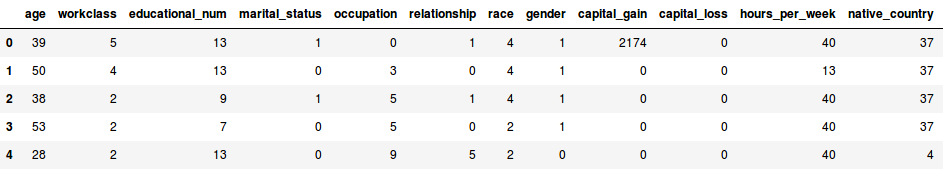 age workclass educational_num marital_status occupation relationship race gender capital_gain capital_loss hours_per_week native_country
0 39 5 13 1 0 1 4 1 2174 0 40 37
1 50 4 13 0 3 0 4 1 0 0 13 37
2 38 2 9 1 5 1 4 1 0 0 40 37
3 53 2 7 0 5 0 2 1 0 0 40 37
4 28 2 13 0 9 5 2 0 0 0 40 4